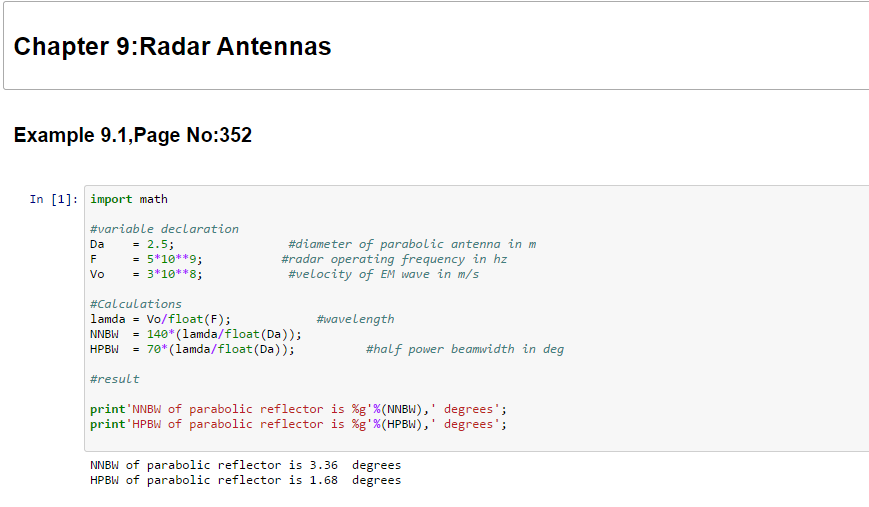 Chapter 9:Radar Antennas
Example 9.1,Page No:352
In [1]: import math
#variable declaration
Da    = 2.5;                #diameter of parabolic antenna in m
F     = 5*10**9;           #radar operating frequency in hz
Vo    = 3*10**8;            #velocity of EM wave in m/s
#Calculations
lamda = Vo/float(F);            #wavelength
NNBW  = 140*(lamda/float(Da));
HPBW  = 70*(lamda/float(Da));          #half power beamwidth in deg
#result
print'NNBW of parabolic reflector is %g'%(NNBW),' degrees';
print'HPBW of parabolic reflector is %g'%(HPBW),' degrees';
NNBW of parabolic reflector is 3.36  degrees
HPBW of parabolic reflector is 1.68  degrees